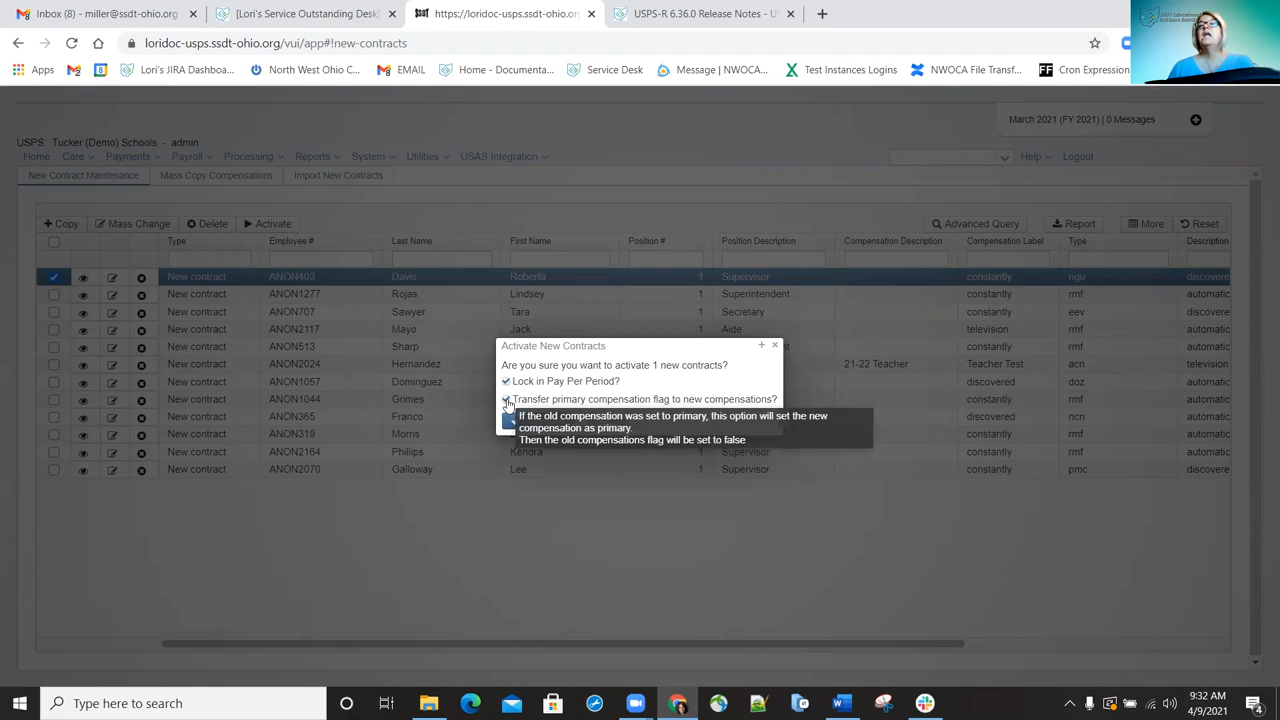 Inbox (8) - miller@ssdt-ohio.org
[Lori's Service Outstanding Desk]
https://loridoc-usps.ssdt-ohio.org
USPS-R 6.36.0 Release Notes -
loridoc-usps.ssdt-ohio.org/vui/app#!new-contracts
Apps
Lori's JIRA Dashboa...
North West Ohio C...
EMAIL
Home - Documenta...
Service Desk
Message | NWOCA...
Test Instances Logins
NWOCA File Transf...
FF Cron Expression
March 2021 (FY 2021) | 0 Messages
USPS: Tucker (Demo) Schools - admin
Home Core Payments Payroll Processing Reports System Utilities USAS Integration Help Logout
New Contract Maintenance Mass Copy Compensations Import New Contracts
Copy Mass Change Delete Activate Advanced Query Report More Reset
Type Employee # Last Name First Name Position # Position Description Compensation Description Compensation Label Type Description
New contract ANON403 Davis Roberta 1 Supervisor constantly ngu discovere
New contract ANON1277 Rojas Lindsey 1 Superintendent constantly rmf automatic
New contract ANON707 Sawyer Tara 1 Secretary constantly eev discovere
New contract ANON2117 Mayo Jack 1 Aide television rmf automatic
New contract ANON513 Sharp constantly rmf automatic
New contract ANON2024 Hernandez 21-22 Teacher Teacher Test acn television
New contract ANON1057 Dominguez discovered doz automatic
New contract ANON1044 Grimes constantly rmf automatic
New contract ANON365 Franco discovered ncn automatic
New contract ANON319 Morris constantly rmf automatic
New contract ANON2164 Phillips Kendra 1 Supervisor constantly rmf automatic
New contract ANON2070 Galloway Lee 1 Supervisor constantly pmc discovere
Activate New Contracts
Are you sure you want to activate 1 new contracts?
Lock in Pay Per Period?
Transfer primary compensation flag to new compensations?
If the old compensation was set to primary, this option will set the new
compensation as primary.
Then the old compensations flag will be set to false
Type here to search
9:32 AM
4/9/2021
4